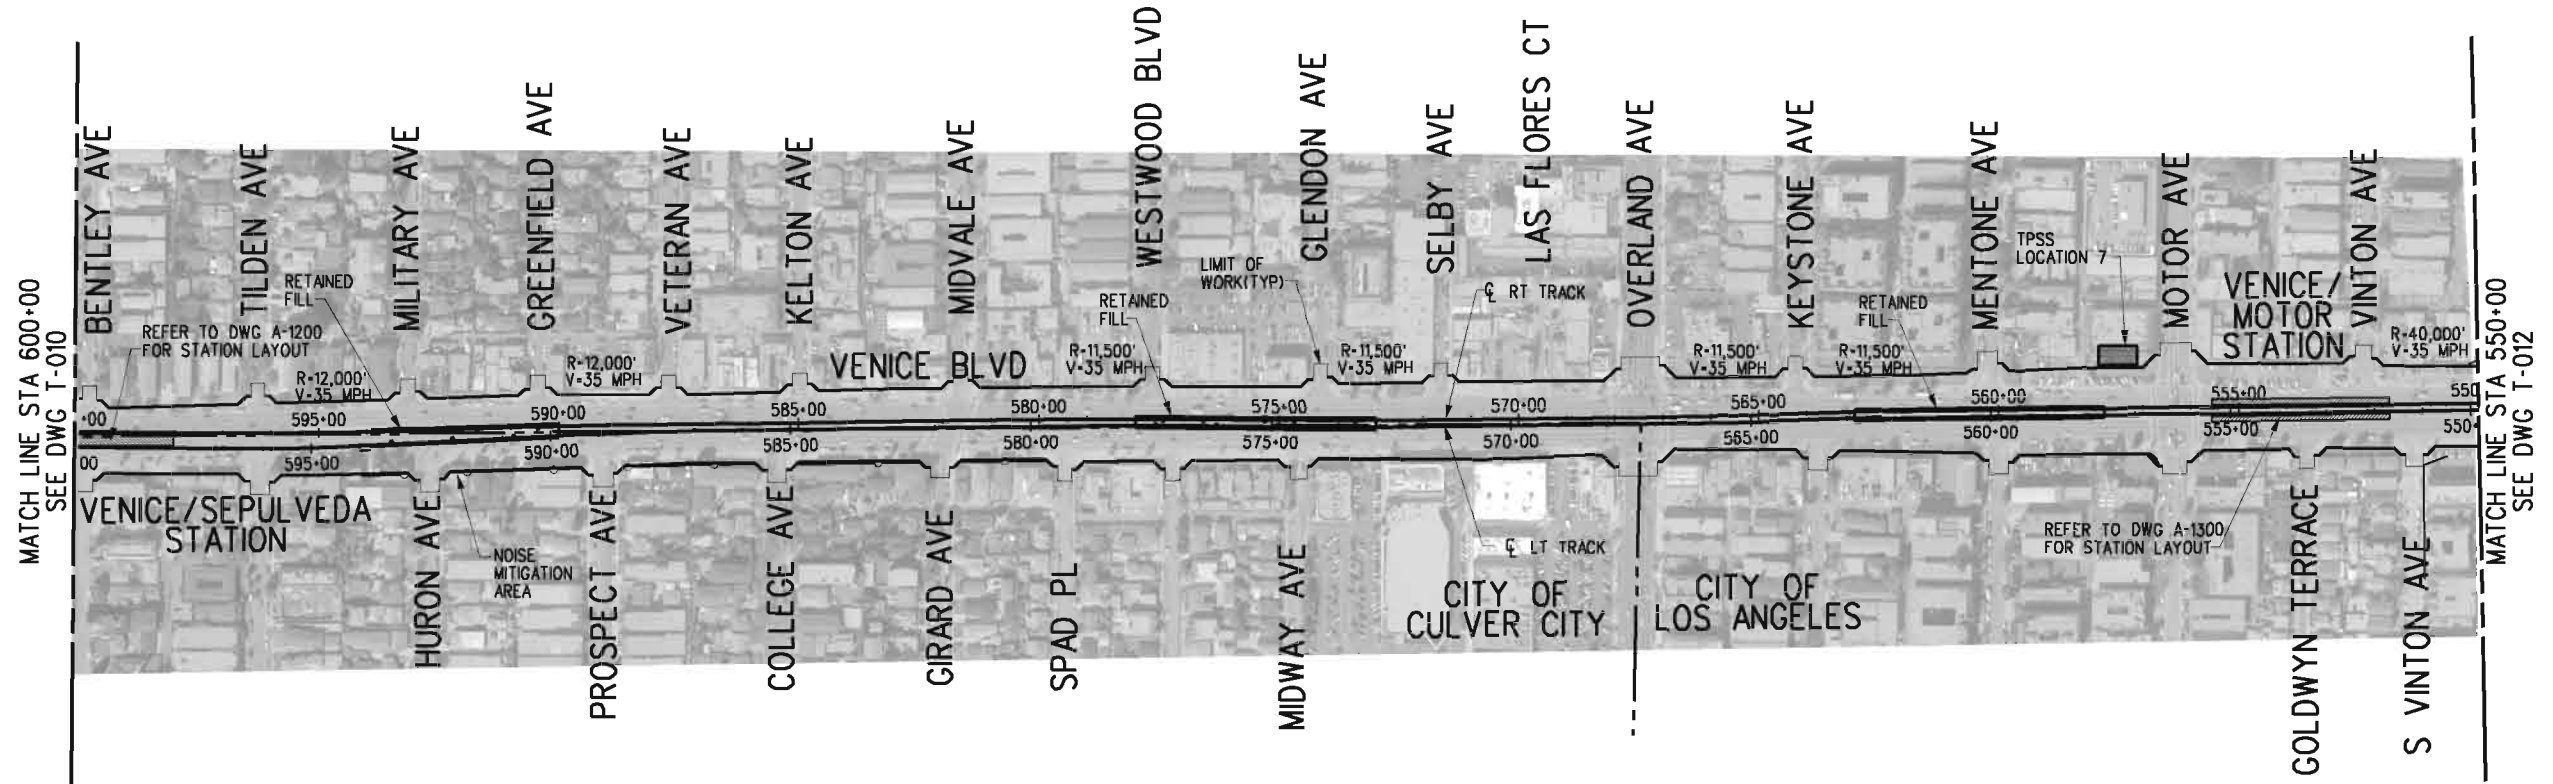 MATCH LINE STA 600+00
SEE DWG T-010
BENTLEY AVE
TILDEN AVE
MILITARY AVE
GREENFIELD AVE
VETERAN AVE
KELTON AVE
MIDVALE AVE
WESTWOOD BLVD
GLENDON AVE
SELBY AVE
LAS FLORES CT
OVERLAND AVE
KEYSTONE AVE
MENTONE AVE
MOTOR AVE
VINTON AVE
REFER TO DWG A-1200
FOR STATION LAYOUT
RETAINED
FILL
R-12,000'
V-35 MPH
R-12,000'
V=35 MPH
VENICE BLVD
RETAINED
FILL
R-11,500'
V-35 MPH
LIMIT OF
WORK(TYP)
R-11,500'
V-35 MPH
℄ RT TRACK
R-11,500'
V-35 MPH
RETAINED
FILL
R-11,500'
V-35 MPH
TPSS
LOCATION 7
VENICE/
MOTOR
STATION
R-40,000'
V-35 MPH
+00
595+00
590+00
585+00
580+00
575+00
570+00
565+00
560+00
555+00
550
00
595+00
590+00
585+00
580+00
575+00
570+00
565+00
560+00
555+00
550+
VENICE/SEPULVEDA
STATION
NOISE
MITIGATION
AREA
℄ LT TRACK
CITY OF
CULVER CITY
CITY OF
LOS ANGELES
REFER TO DWG A-1300
FOR STATION LAYOUT
HURON AVE
PROSPECT AVE
COLLEGE AVE
GIRARD AVE
SPAD PL
MIDWAY AVE
GOLDWYN TERRACE
S VINTON AVE
MATCH LINE STA 550+00
SEE DWG T-012